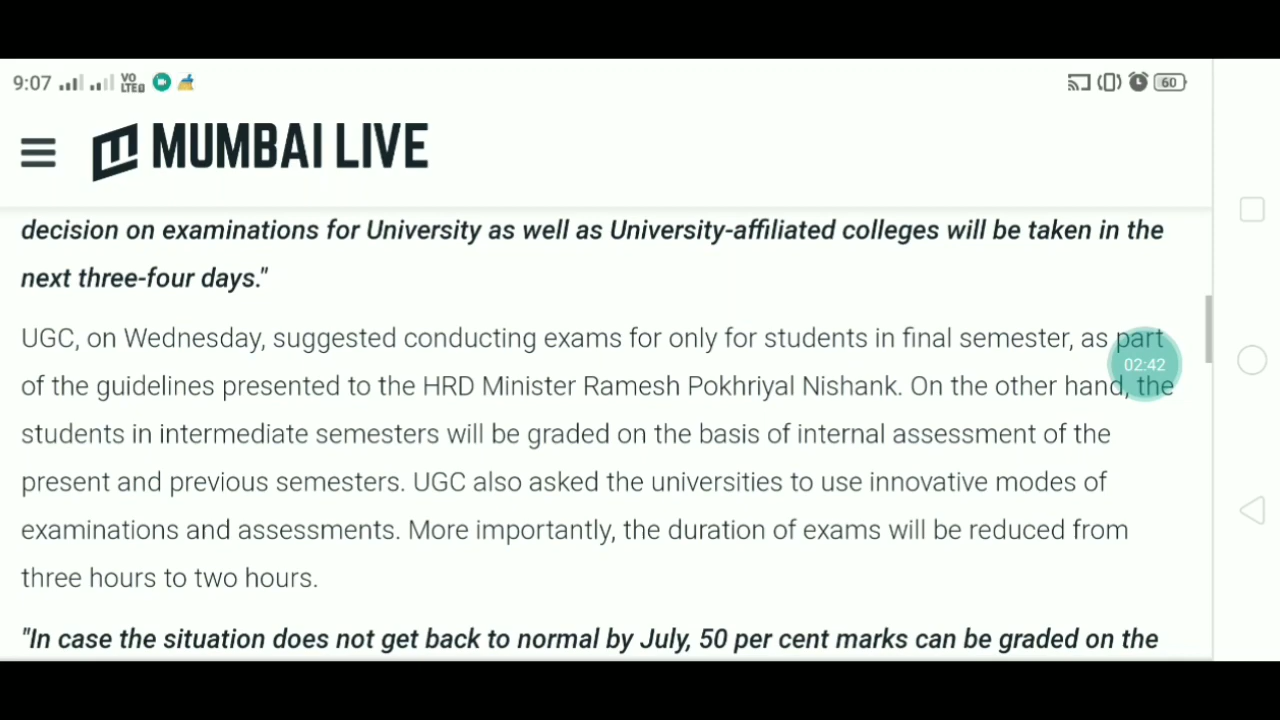 9:07 VO LTE 60
MUMBAI LIVE
decision on examinations for University as well as University-affiliated colleges will be taken in the
next three-four days."
UGC, on Wednesday, suggested conducting exams for only for students in final semester, as part
02:42
of the guidelines presented to the HRD Minister Ramesh Pokhriyal Nishank. On the other hand, the
students in intermediate semesters will be graded on the basis of internal assessment of the
present and previous semesters. UGC also asked the universities to use innovative modes of
examinations and assessments. More importantly, the duration of exams will be reduced from
three hours to two hours.
"In case the situation does not get back to normal by July, 50 per cent marks can be graded on the